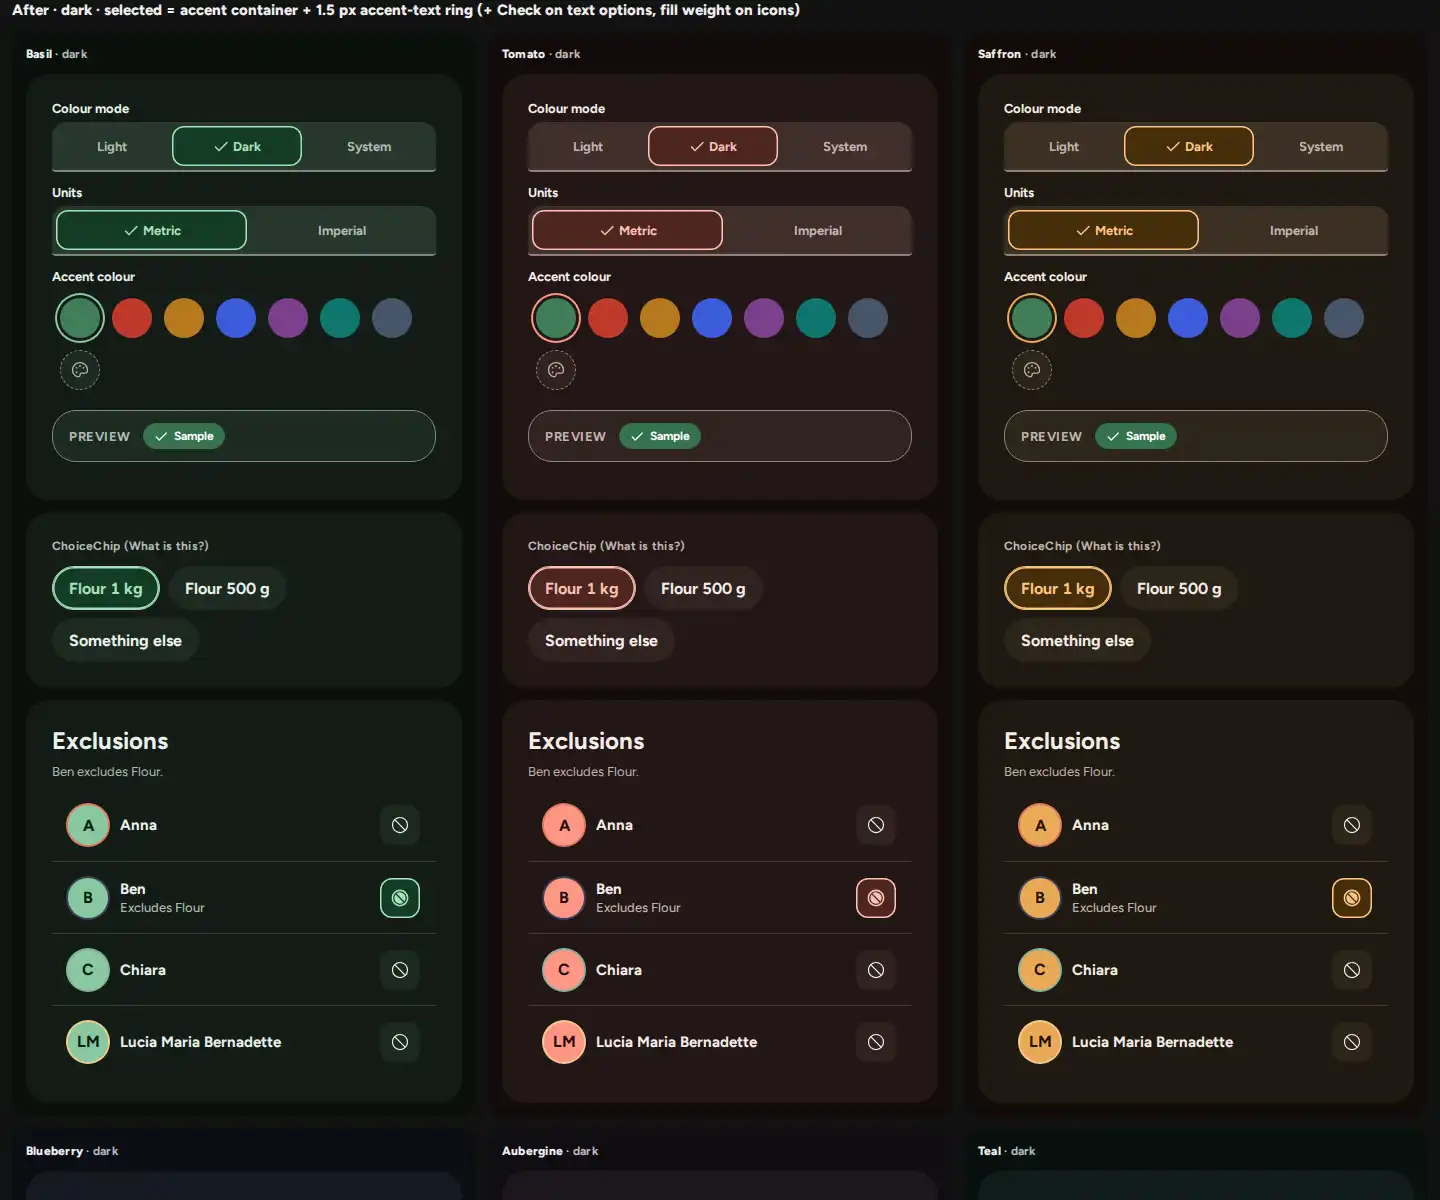 After · dark · selected = accent container + 1.5 px accent-text ring (+ Check on text options, fill weight on icons)
Basil · dark
Colour mode
Light
Dark
System
Units
Metric
Imperial
Accent colour
PREVIEW
Sample
ChoiceChip (What is this?)
Flour 1 kg
Flour 500 g
Something else
Exclusions
Ben excludes Flour.
A
Anna
B
Ben
Excludes Flour
C
Chiara
LM
Lucia Maria Bernadette
Tomato · dark
Colour mode
Light
Dark
System
Units
Metric
Imperial
Accent colour
PREVIEW
Sample
ChoiceChip (What is this?)
Flour 1 kg
Flour 500 g
Something else
Exclusions
Ben excludes Flour.
A
Anna
B
Ben
Excludes Flour
C
Chiara
LM
Lucia Maria Bernadette
Saffron · dark
Colour mode
Light
Dark
System
Units
Metric
Imperial
Accent colour
PREVIEW
Sample
ChoiceChip (What is this?)
Flour 1 kg
Flour 500 g
Something else
Exclusions
Ben excludes Flour.
A
Anna
B
Ben
Excludes Flour
C
Chiara
LM
Lucia Maria Bernadette
Blueberry · dark
Aubergine · dark
Teal · dark